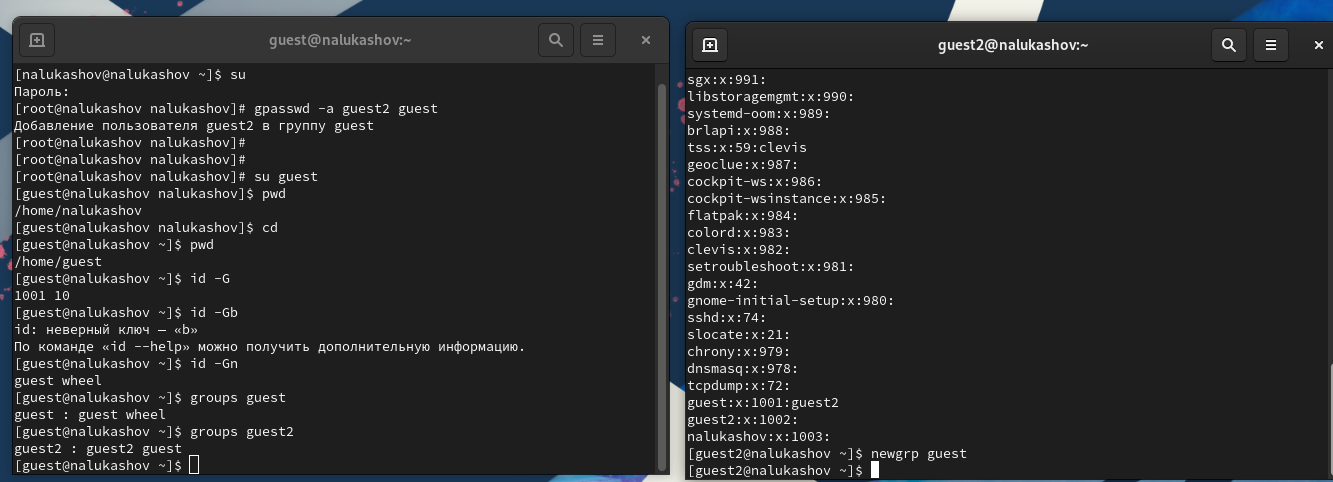 guest@nalukashov:~
[nalukashov@nalukashov ~]$ su
Пароль:
[root@nalukashov nalukashov]# gpasswd -a guest2 guest
Добавление пользователя guest2 в группу guest
[root@nalukashov nalukashov]#
[root@nalukashov nalukashov]#
[root@nalukashov nalukashov]# su guest
[guest@nalukashov nalukashov]$ pwd
/home/nalukashov
[guest@nalukashov nalukashov]$ cd
[guest@nalukashov ~]$ pwd
/home/guest
[guest@nalukashov ~]$ id -G
1001 10
[guest@nalukashov ~]$ id -Gb
id: неверный ключ — «b»
По команде «id --help» можно получить дополнительную информацию.
[guest@nalukashov ~]$ id -Gn
guest wheel
[guest@nalukashov ~]$ groups guest
guest : guest wheel
[guest@nalukashov ~]$ groups guest2
guest2 : guest2 guest
[guest@nalukashov ~]$
guest2@nalukashov:~
sgx:x:991:
libstoragemgmt:x:990:
systemd-oom:x:989:
brlapi:x:988:
tss:x:59:clevis
geoclue:x:987:
cockpit-ws:x:986:
cockpit-wsinstance:x:985:
flatpak:x:984:
colord:x:983:
clevis:x:982:
setroubleshoot:x:981:
gdm:x:42:
gnome-initial-setup:x:980:
sshd:x:74:
slocate:x:21:
chrony:x:979:
dnsmasq:x:978:
tcpdump:x:72:
guest:x:1001:guest2
guest2:x:1002:
nalukashov:x:1003:
[guest2@nalukashov ~]$ newgrp guest
[guest2@nalukashov ~]$